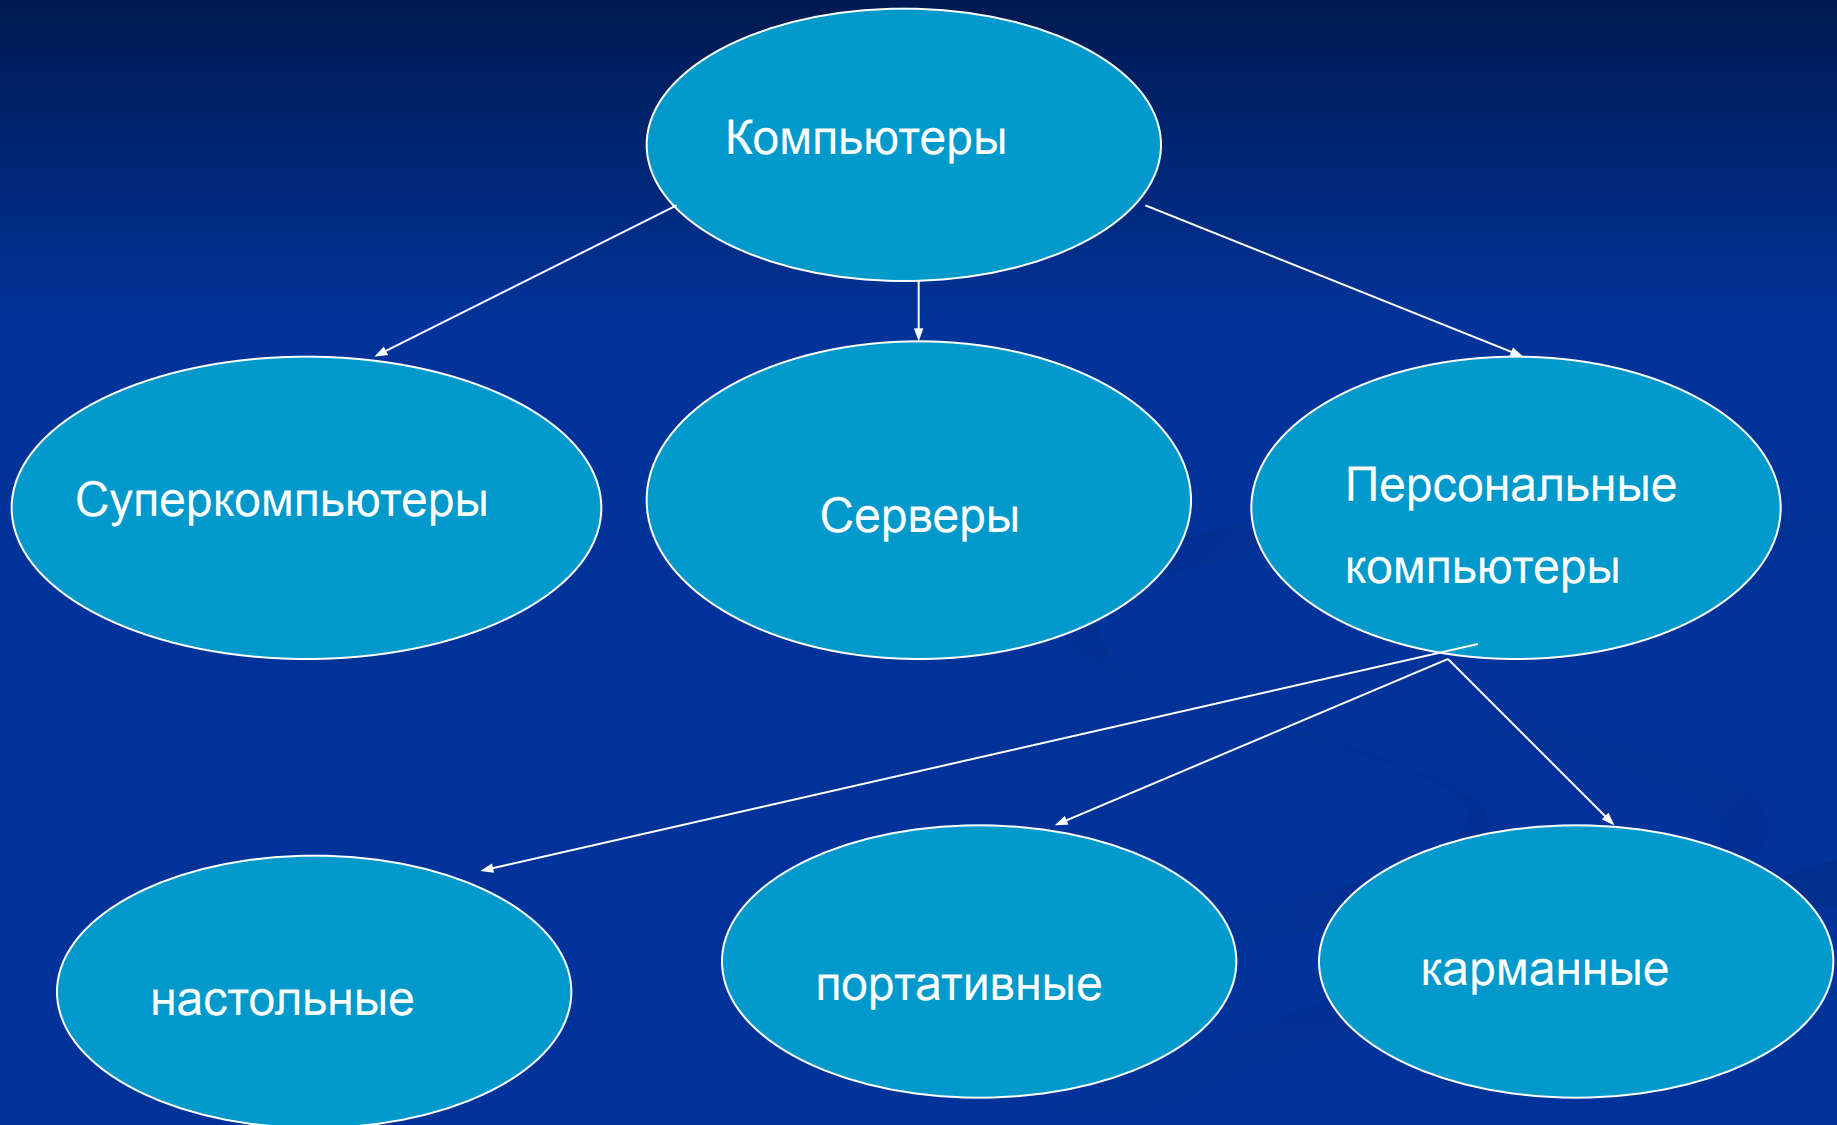 Компьютеры
Суперкомпьютеры
Серверы
Персональные
компьютеры
настольные
портативные
карманные